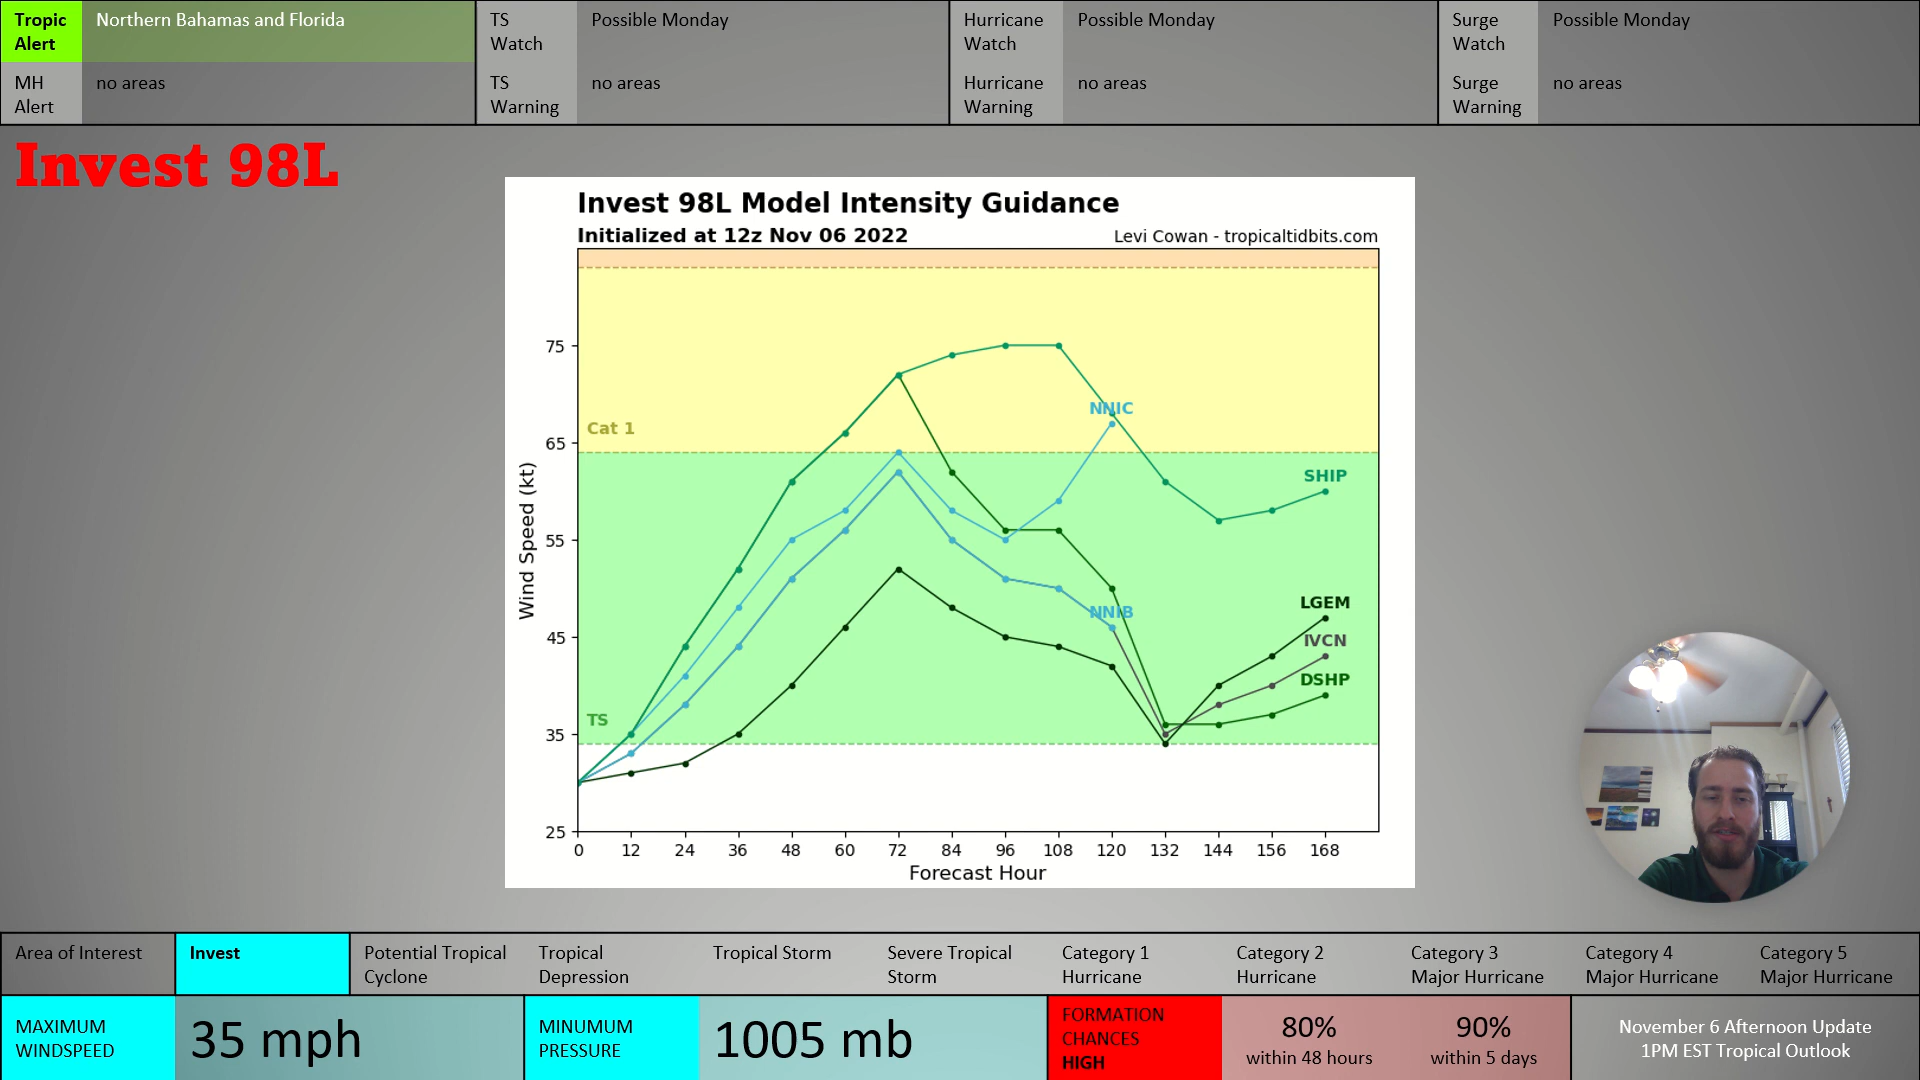 Tropic
Alert
Northern Bahamas and Florida
TS
Watch
Possible Monday
Hurricane
Watch
Possible Monday
Surge
Watch
Possible Monday
MH
Alert
no areas
TS
Warning
no areas
Hurricane
Warning
no areas
Surge
Warning
no areas
Invest 98L
Invest 98L Model Intensity Guidance
Initialized at 12z Nov 06 2022
Levi Cowan - tropicaltidbits.com
75
65
55
45
35
25
Wind Speed (kt)
Cat 1
TS
NNIC
SHIP
LGEM
NNIB
IVCN
DSHP
0 12 24 36 48 60 72 84 96 108 120 132 144 156 168
Forecast Hour
Area of Interest
Invest
Potential Tropical
Cyclone
Tropical
Depression
Tropical Storm
Severe Tropical
Storm
Category 1
Hurricane
Category 2
Hurricane
Category 3
Major Hurricane
Category 4
Major Hurricane
Category 5
Major Hurricane
MAXIMUM
WINDSPEED
35 mph
MINUMUM
PRESSURE
1005 mb
FORMATION
CHANCES
HIGH
80%
within 48 hours
90%
within 5 days
November 6 Afternoon Update
1PM EST Tropical Outlook